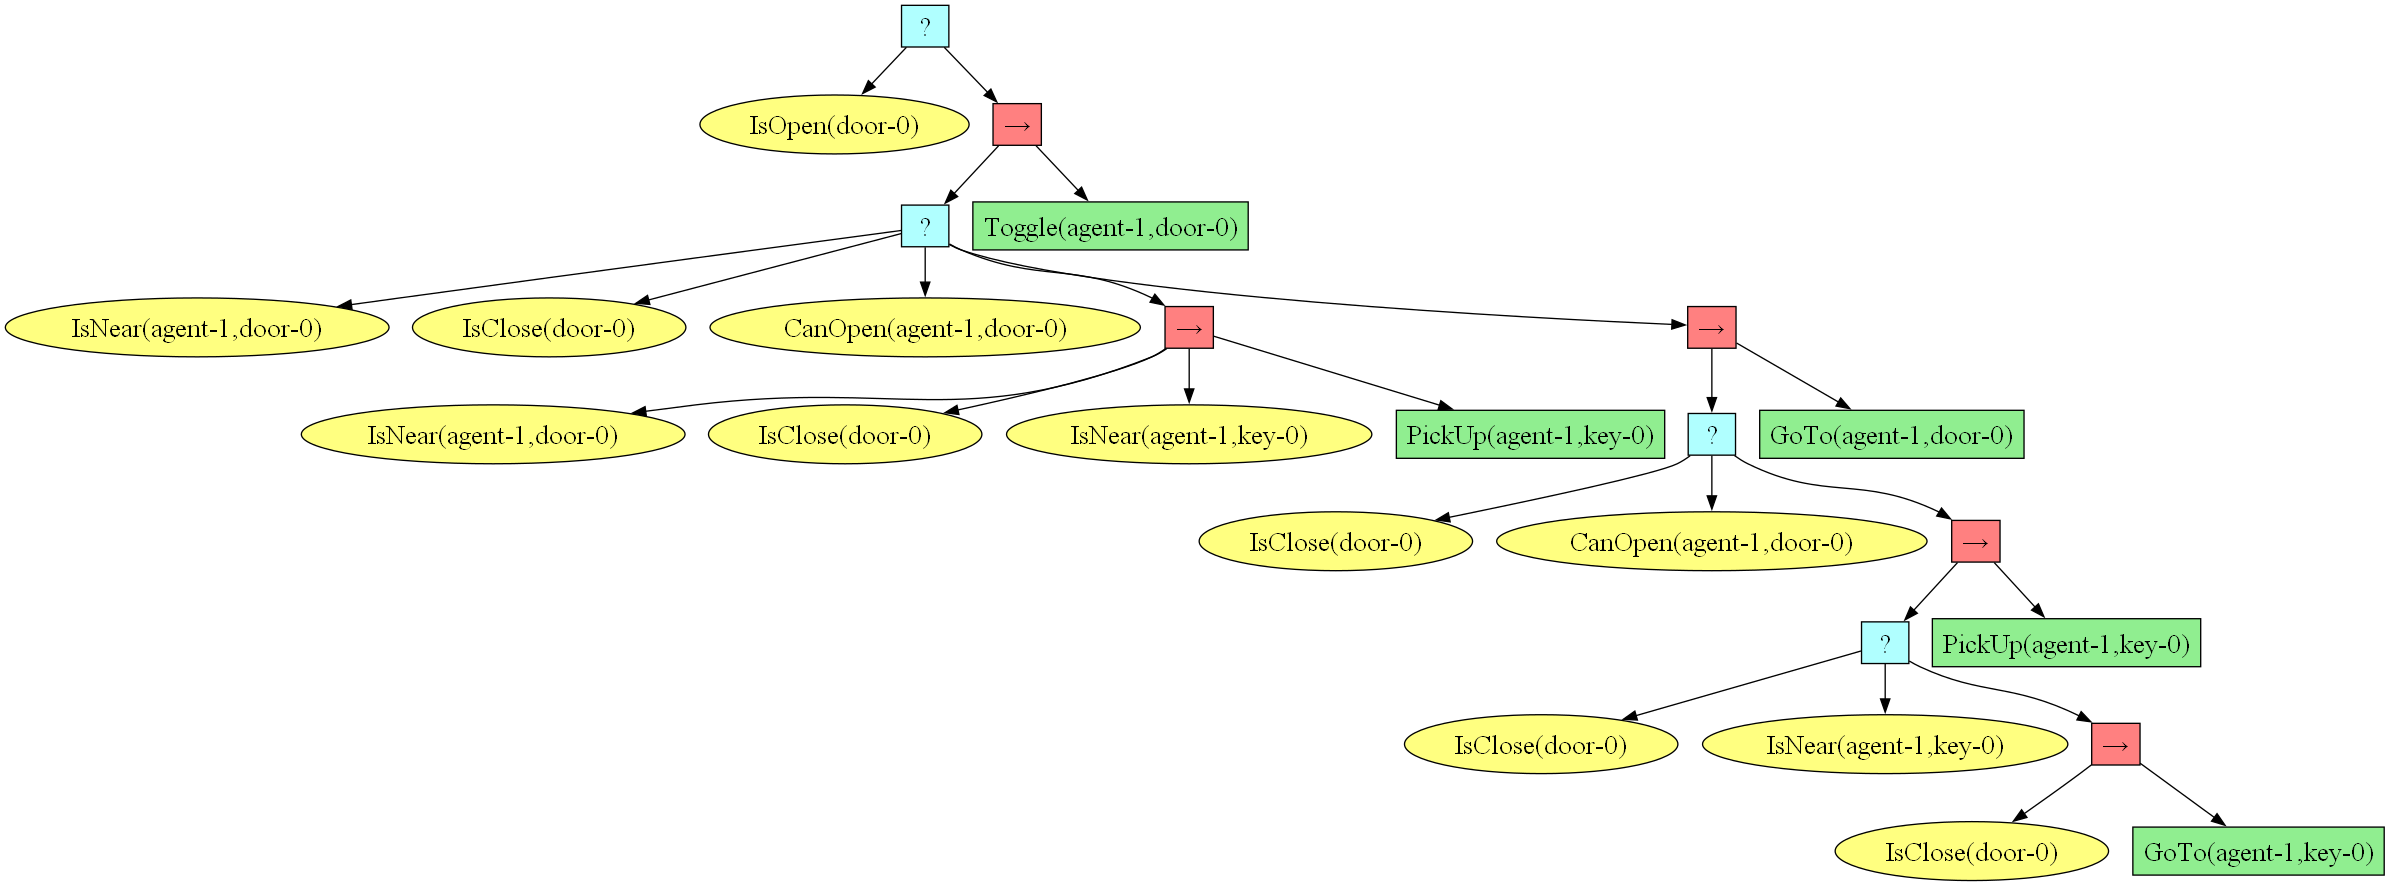 ?
IsOpen(door-0)
→
?
Toggle(agent-1,door-0)
IsNear(agent-1,door-0)
IsClose(door-0)
CanOpen(agent-1,door-0)
→
→
IsNear(agent-1,door-0)
IsClose(door-0)
IsNear(agent-1,key-0)
PickUp(agent-1,key-0)
?
GoTo(agent-1,door-0)
IsClose(door-0)
CanOpen(agent-1,door-0)
→
?
PickUp(agent-1,key-0)
IsClose(door-0)
IsNear(agent-1,key-0)
→
IsClose(door-0)
GoTo(agent-1,key-0)